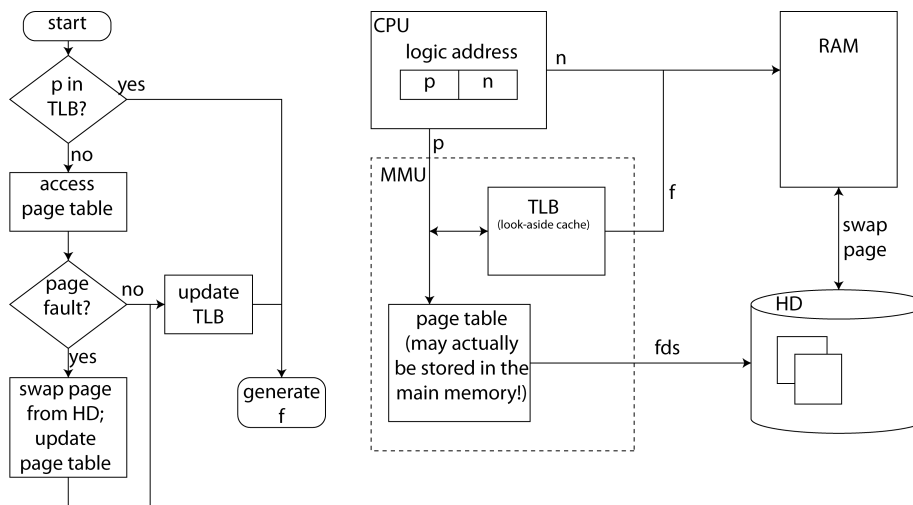 start
p in
TLB?
yes
no
access
page table
page
fault?
no
update
TLB
yes
swap page
from HD;
update
page table
generate
f
CPU
logic address
p
n
n
p
MMU
TLB
(look-aside cache)
f
page table
(may actually
be stored in the
main memory!)
fds
RAM
swap
page
HD